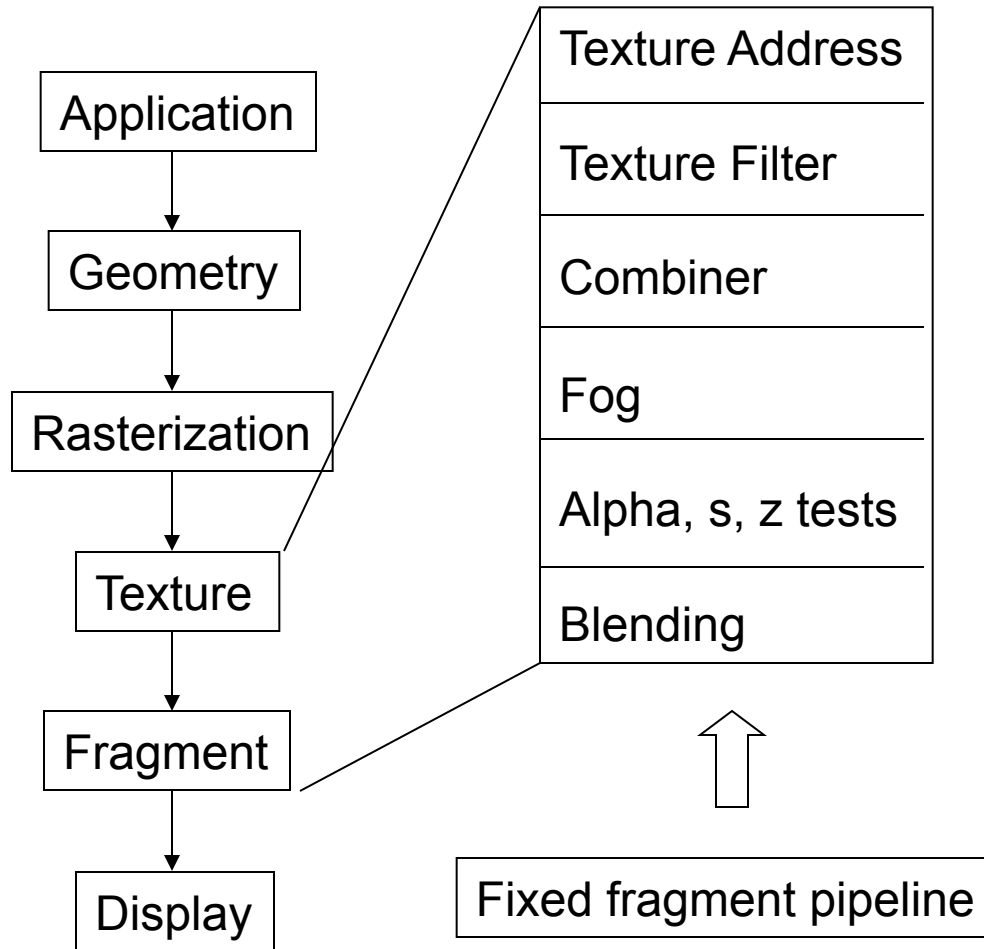 Application
Geometry
Rasterization
Texture
Fragment
Display
Texture Address
Texture Filter
Combiner
Fog
Alpha, s, z tests
Blending
Fixed fragment pipeline